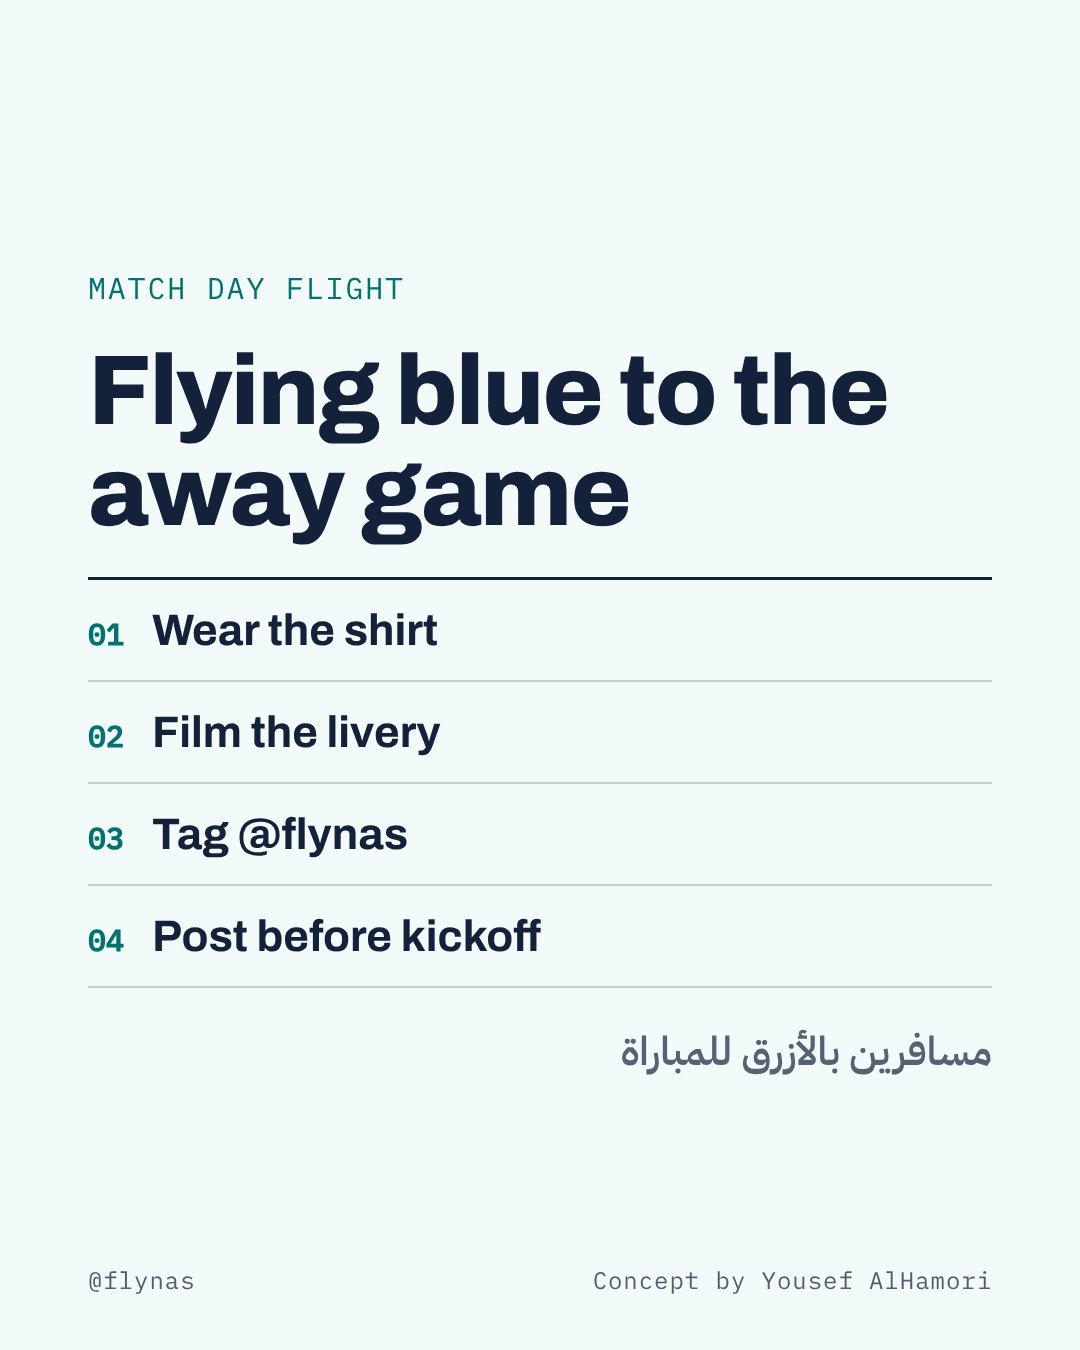 MATCH DAY FLIGHT
Flying blue to the
away game
01 Wear the shirt
02 Film the livery
03 Tag @flynas
04 Post before kickoff
مسافرين بالأزرق للمباراة
@flynas
Concept by Yousef AlHamori